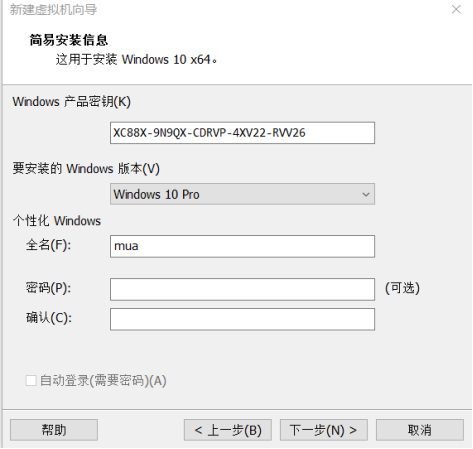 新建虚拟机向导
简易安装信息
这用于安装 Windows 10 x64。
Windows 产品密钥(K)
XC88X-9N9QX-CDRVP-4XV22-RVV26
要安装的 Windows 版本(V)
Windows 10 Pro
个性化 Windows
全名(F): mua
密码(P): (可选)
确认(C):
自动登录(需要密码)(A)
帮助 < 上一步(B) 下一步(N) > 取消